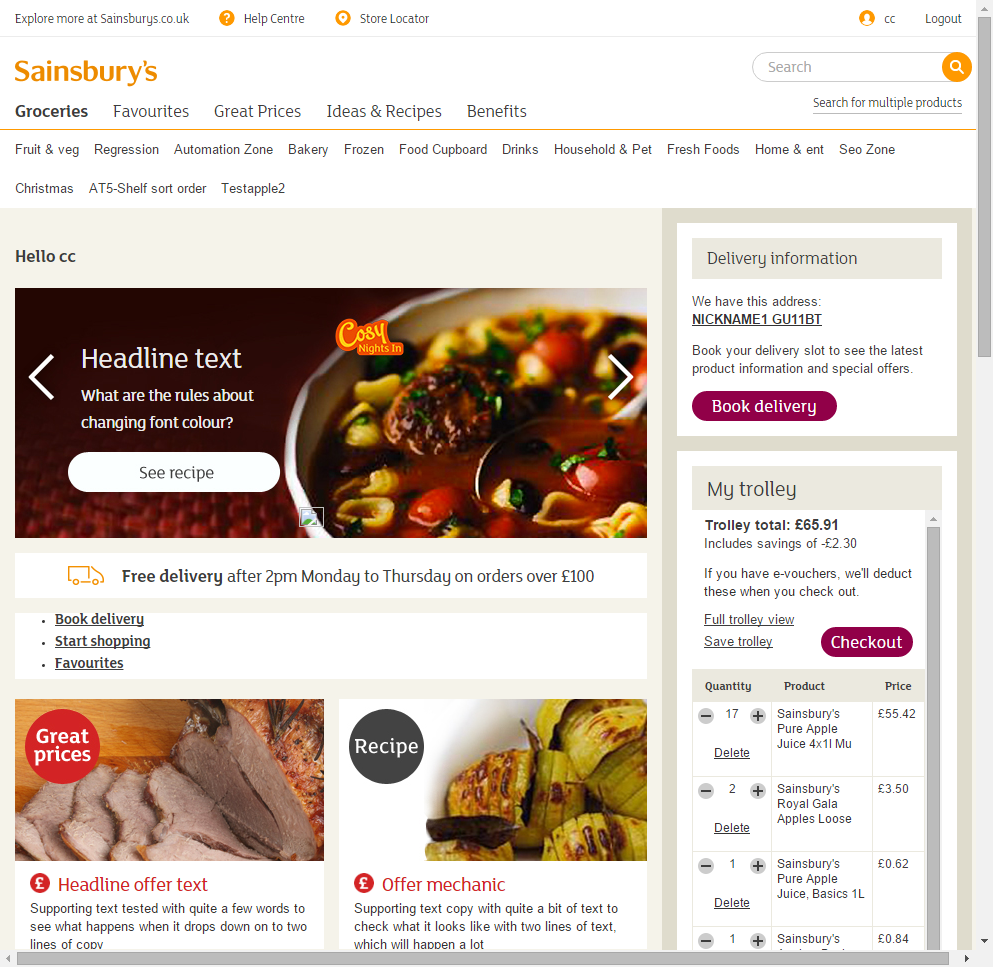 Explore more at Sainsburys.co.uk
Help Centre
Store Locator
cc
Logout
Sainsbury's
Search
Search for multiple products
Groceries
Favourites
Great Prices
Ideas & Recipes
Benefits
Fruit & veg
Regression
Automation Zone
Bakery
Frozen
Food Cupboard
Drinks
Household & Pet
Fresh Foods
Home & ent
Seo Zone
Christmas
AT5-Shelf sort order
Testapple2
Hello cc
Cosy
Nights In
Headline text
What are the rules about
changing font colour?
See recipe
Free delivery after 2pm Monday to Thursday on orders over £100
Book delivery
Start shopping
Favourites
Great
prices
£ Headline offer text
Supporting text tested with quite a few words to
see what happens when it drops down on to two
lines of copy
Recipe
£ Offer mechanic
Supporting text copy with quite a bit of text to
check what it looks like with two lines of text,
which will happen a lot
Delivery information
We have this address:
NICKNAME1 GU11BT
Book your delivery slot to see the latest
product information and special offers.
Book delivery
My trolley
Trolley total: £65.91
Includes savings of -£2.30
If you have e-vouchers, we'll deduct
these when you check out.
Full trolley view
Save trolley
Checkout
Quantity Product Price
17 Sainsbury's £55.42
Pure Apple
Juice 4x1l Mu
Delete
2 Sainsbury's £3.50
Royal Gala
Apples Loose
Delete
1 Sainsbury's £0.62
Pure Apple
Juice, Basics 1L
Delete
1 Sainsbury's £0.84